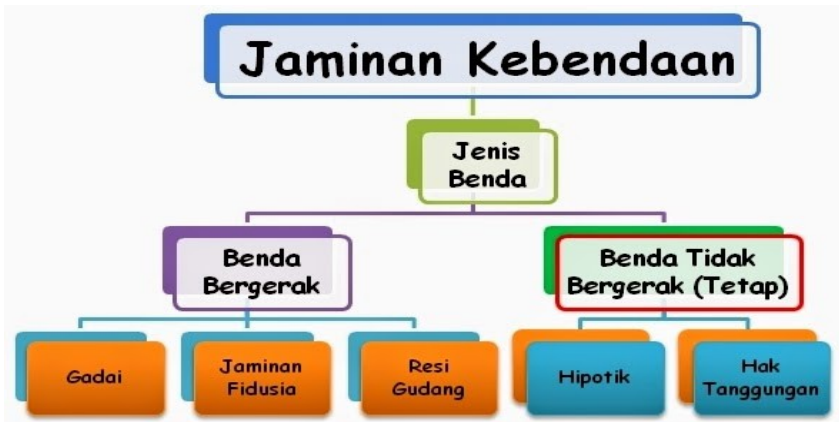 Jaminan Kebendaan
Jenis
Benda
Benda
Bergerak
Benda Tidak
Bergerak (Tetap)
Gadai
Jaminan
Fidusia
Resi
Gudang
Hipotik
Hak
Tanggungan